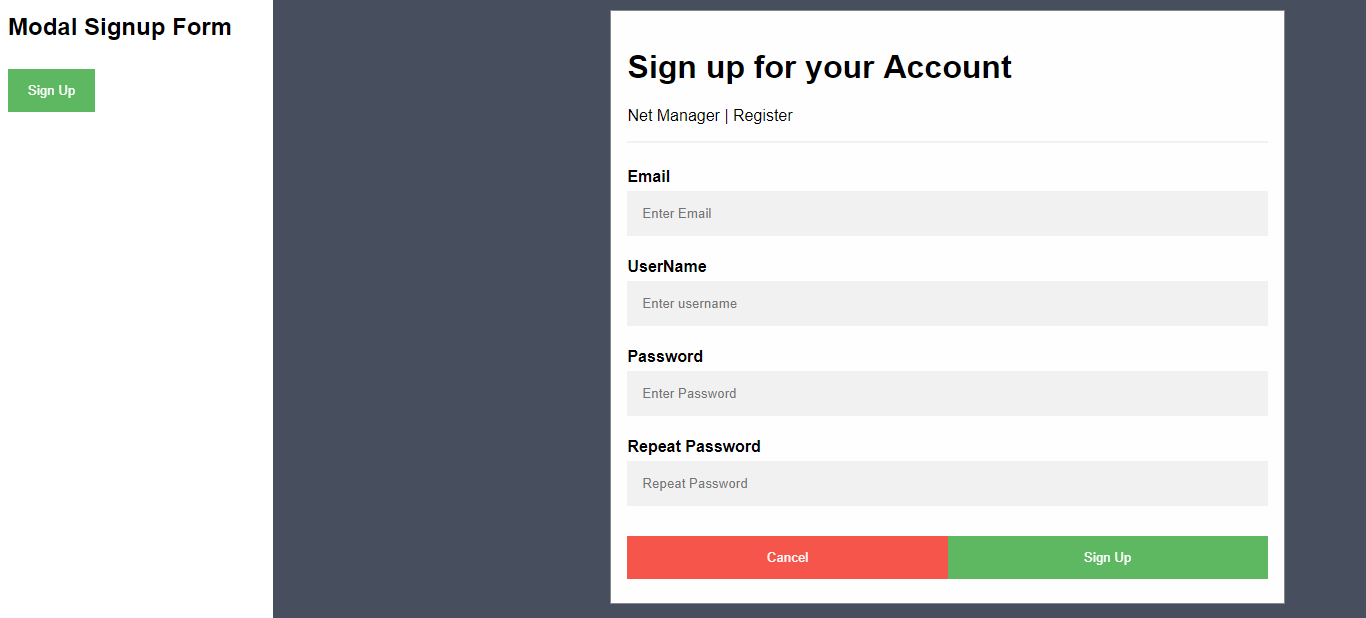 Modal Signup Form
Sign Up
Sign up for your Account
Net Manager | Register
Email
Enter Email
UserName
Enter username
Password
Enter Password
Repeat Password
Repeat Password
Cancel
Sign Up